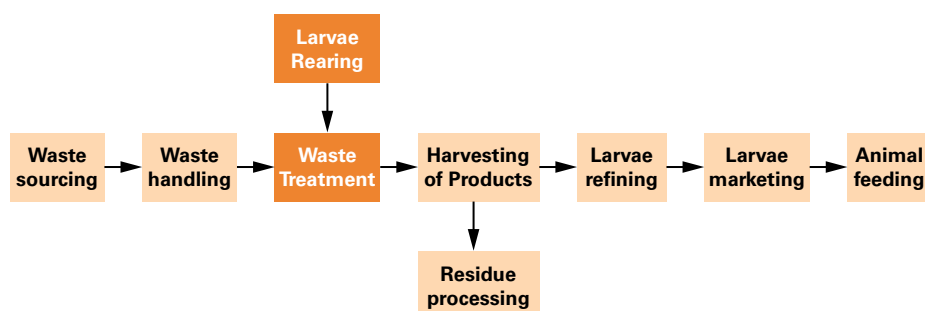 Larvae
Rearing
Waste
sourcing
Waste
handling
Waste
Treatment
Harvesting
of Products
Larvae
refining
Larvae
marketing
Animal
feeding
Residue
processing